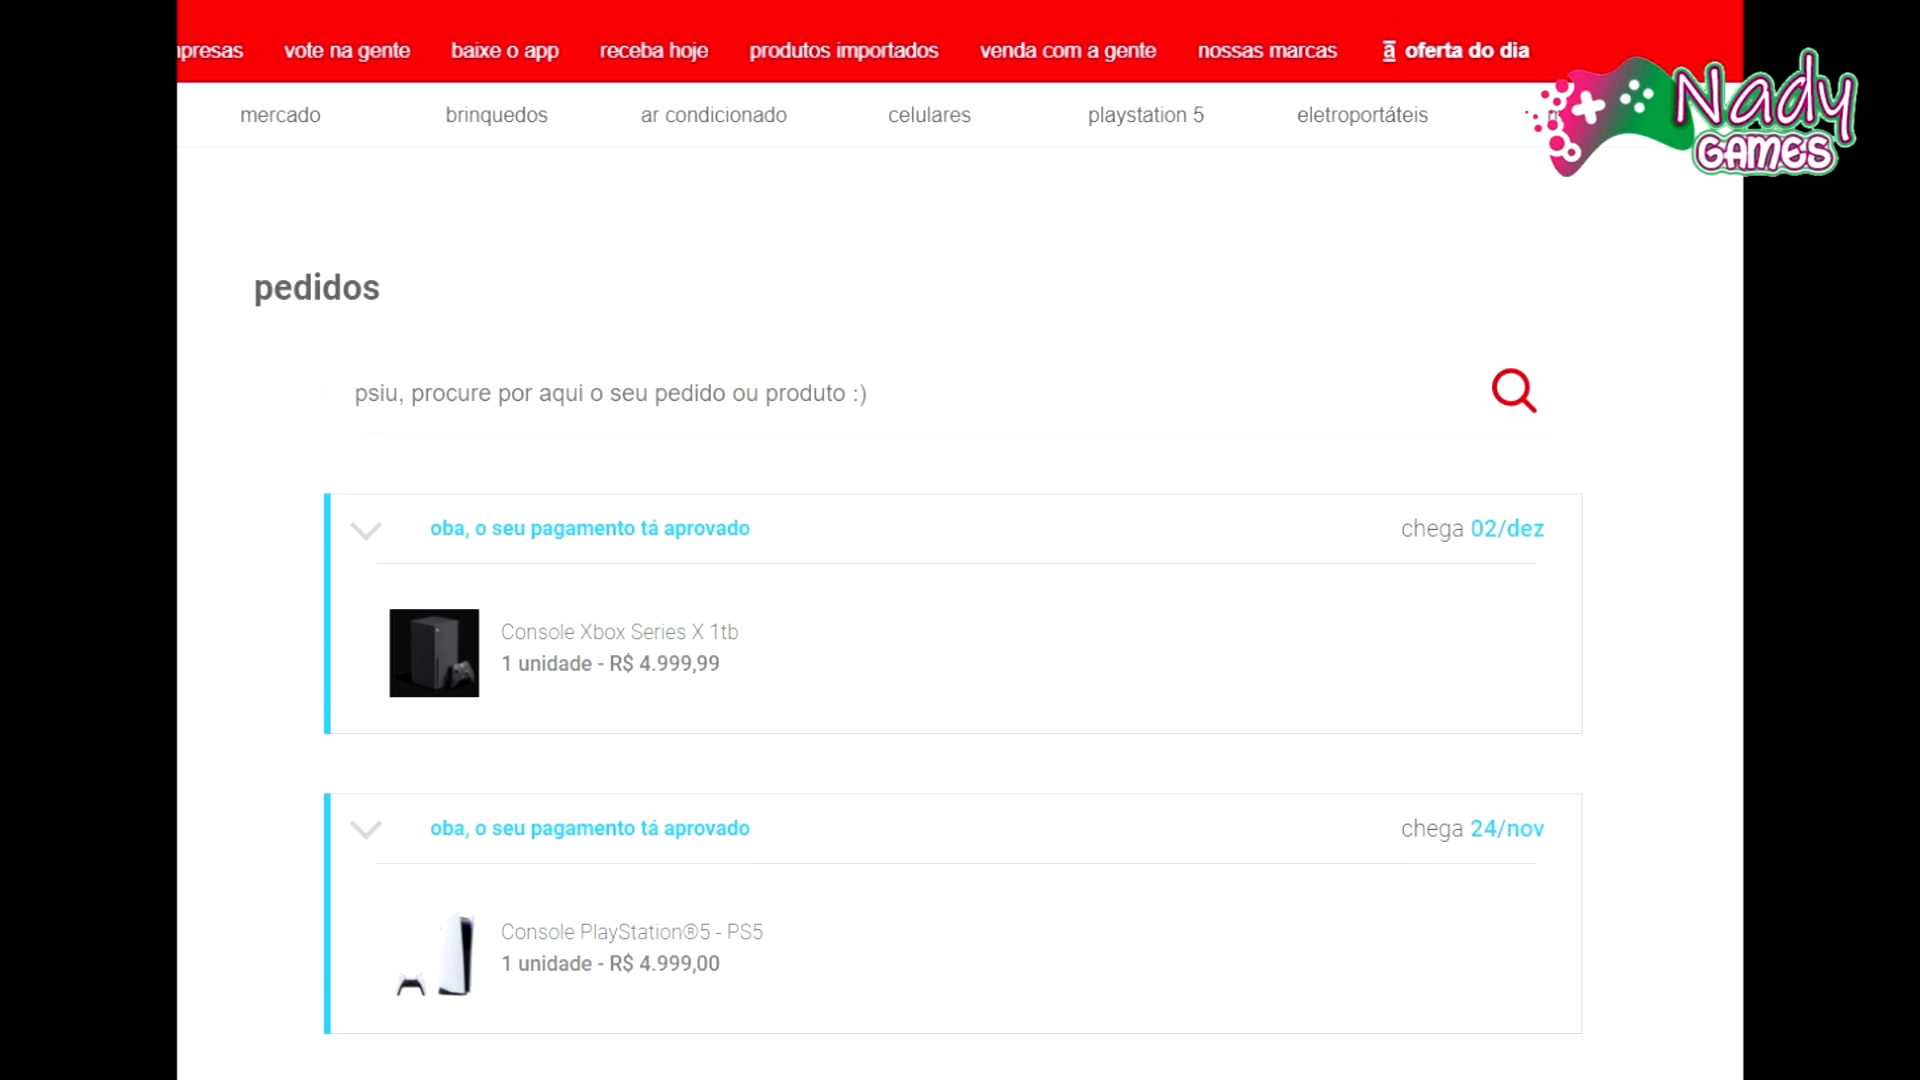 vote na gente baixe o app receba hoje produtos importados venda com a gente nossas marcas oferta do dia
Nady
GAMES
mercado brinquedos ar condicionado celulares playstation 5 eletroportáteis
pedidos
psiu, procure por aqui o seu pedido ou produto :)
oba, o seu pagamento tá aprovado chega 02/dez
Console Xbox Series X 1tb
1 unidade - R$ 4.999,99
oba, o seu pagamento tá aprovado chega 24/nov
Console PlayStation®5 - PS5
1 unidade - R$ 4.999,00